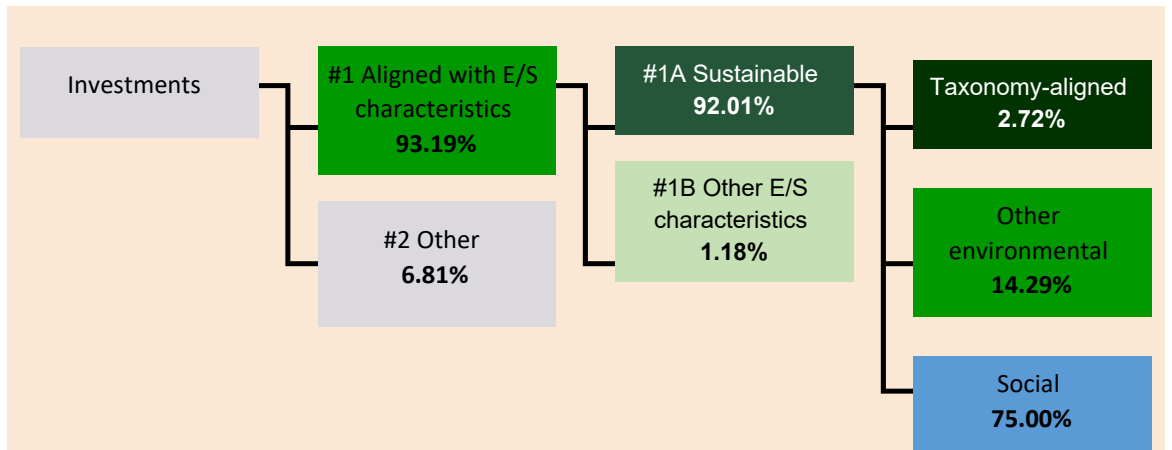 Investments
#1 Aligned with E/S
characteristics
93.19%
#2 Other
6.81%
#1A Sustainable
92.01%
#1B Other E/S
characteristics
1.18%
Taxonomy-aligned
2.72%
Other
environmental
14.29%
Social
75.00%